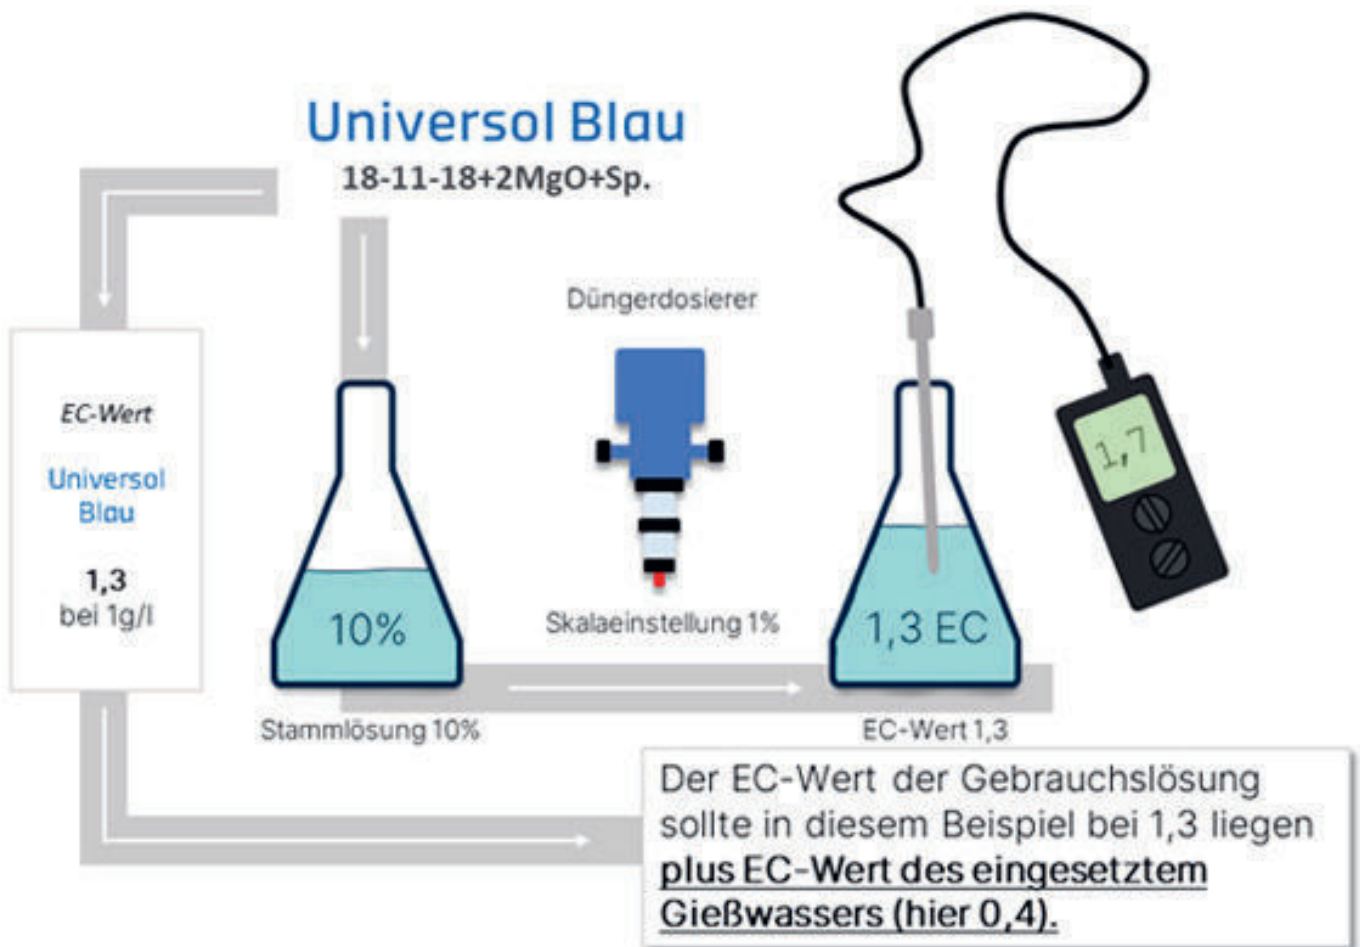 Universol Blau
18-11-18+2MgO+Sp.
Düngerdosierer
EC-Wert
Universol
Blau
1,3
bei 1g/l
10%
Skalaeinstellung 1%
1,3 EC
1,7
Stammlösung 10%
EC-Wert 1,3
Der EC-Wert der Gebrauchslösung
sollte in diesem Beispiel bei 1,3 liegen
plus EC-Wert des eingesetztem
Gießwassers (hier 0,4).